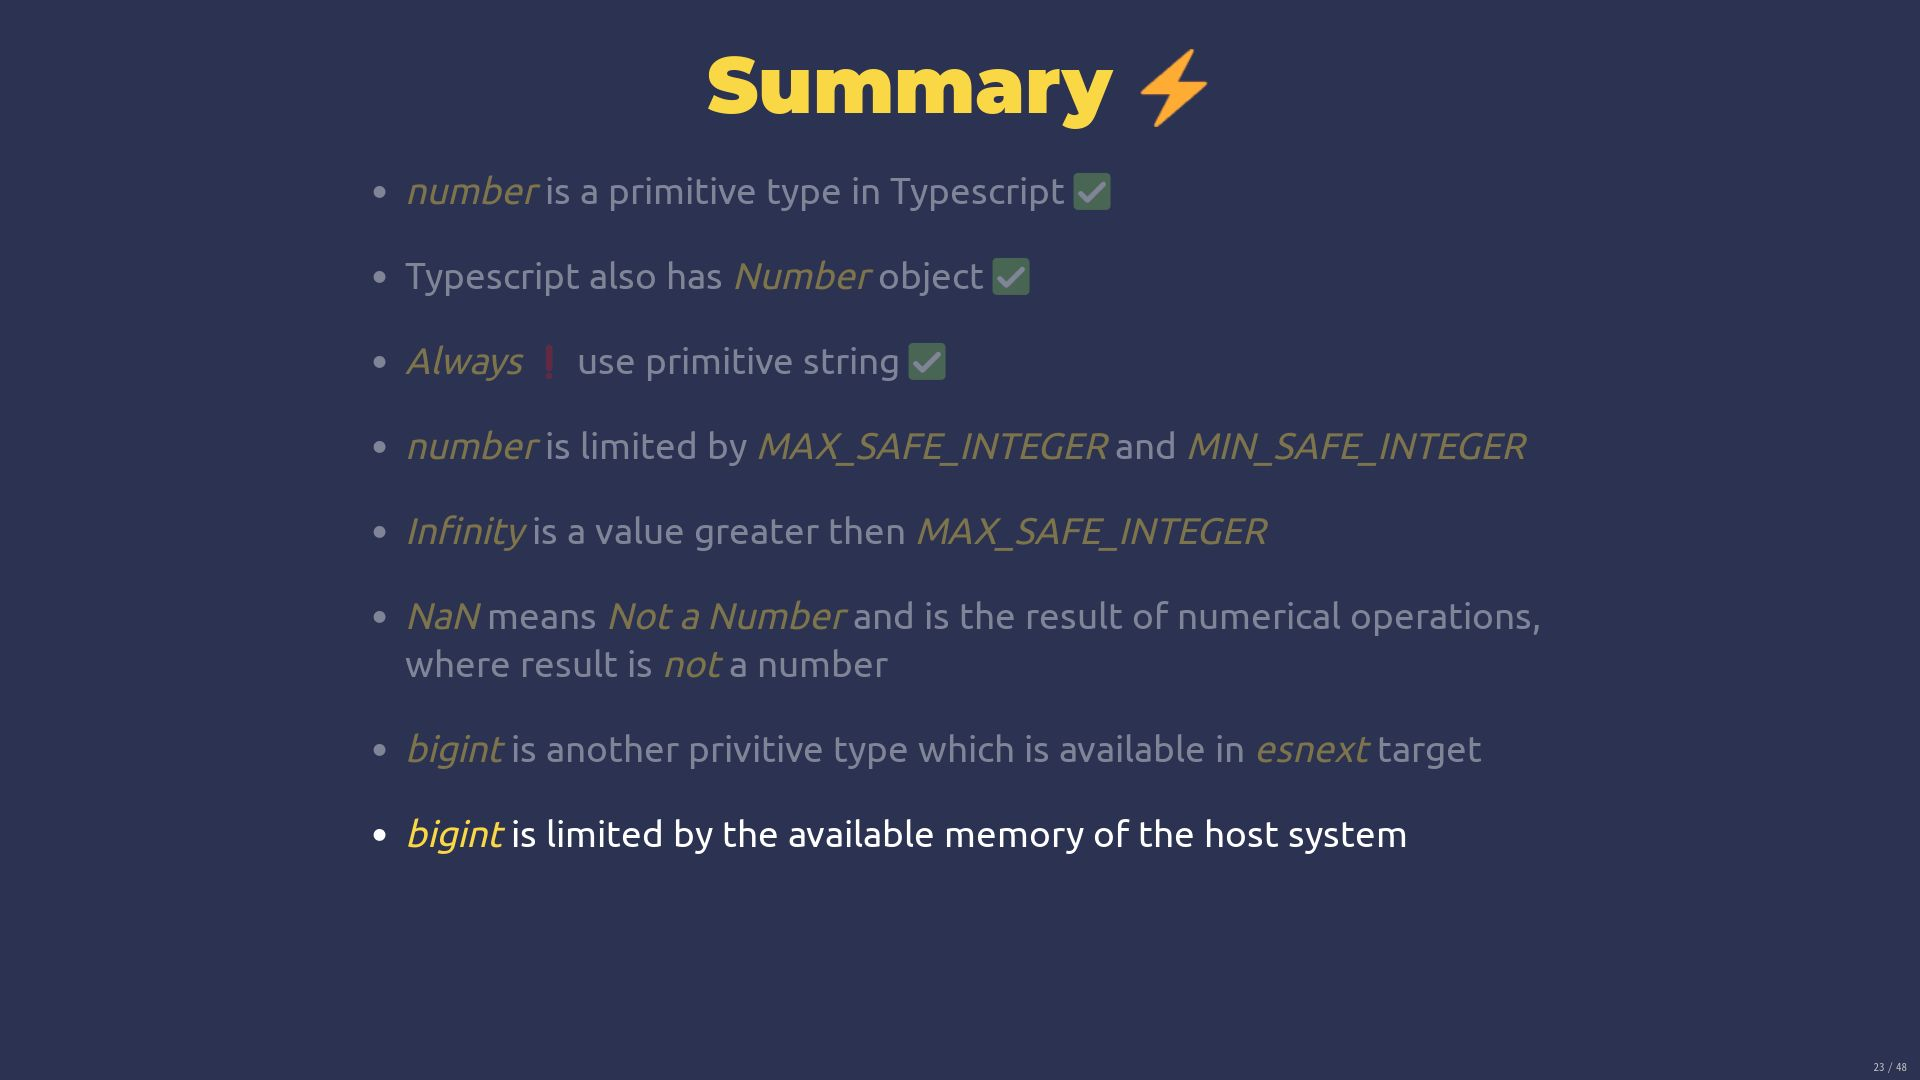 Summary ⚡
• number is a primitive type in Typescript ✅
• Typescript also has Number object ✅
• Always ❗ use primitive string ✅
• number is limited by MAX_SAFE_INTEGER and MIN_SAFE_INTEGER
• Infinity is a value greater then MAX_SAFE_INTEGER
• NaN means Not a Number and is the result of numerical operations,
where result is not a number
• bigint is another privitive type which is available in esnext target
• bigint is limited by the available memory of the host system
23 / 48